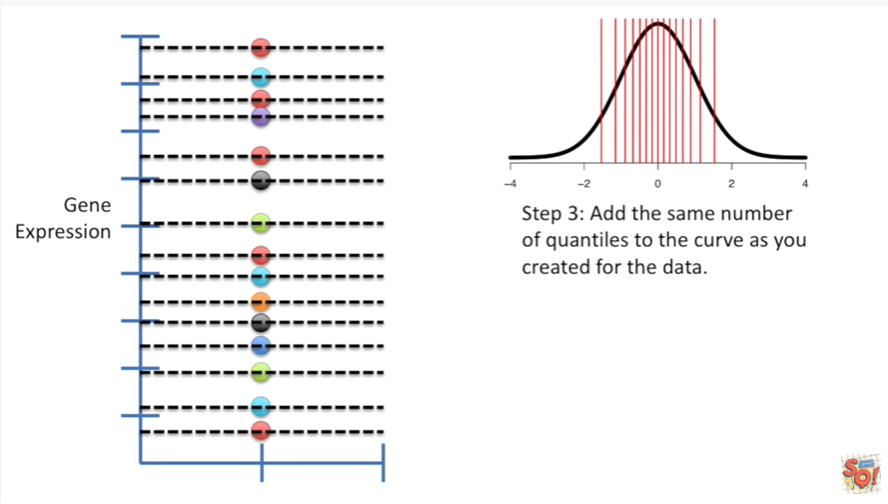 Gene
Expression
-4
-2
0
2
4
Step 3: Add the same number
of quantiles to the curve as you
created for the data.
SQ!